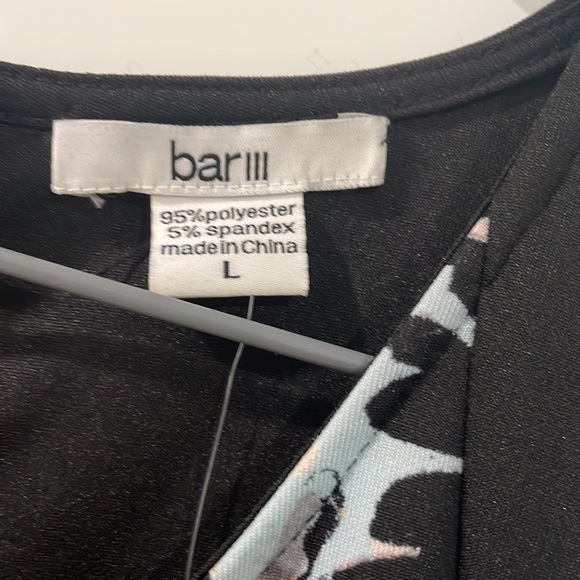 bar III
95%polyester
5% spandex
made in China
L